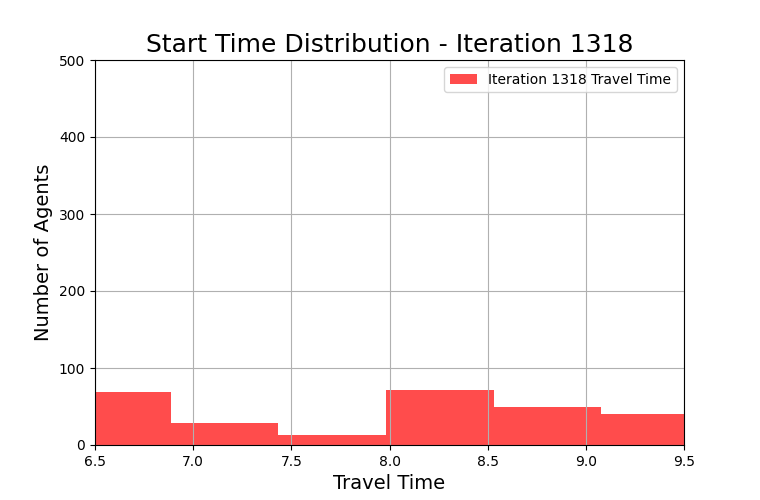 Start Time Distribution - Iteration 1318
500
400
300
200
100
0
Number of Agents
Iteration 1318 Travel Time
6.5 7.0 7.5 8.0 8.5 9.0 9.5
Travel Time